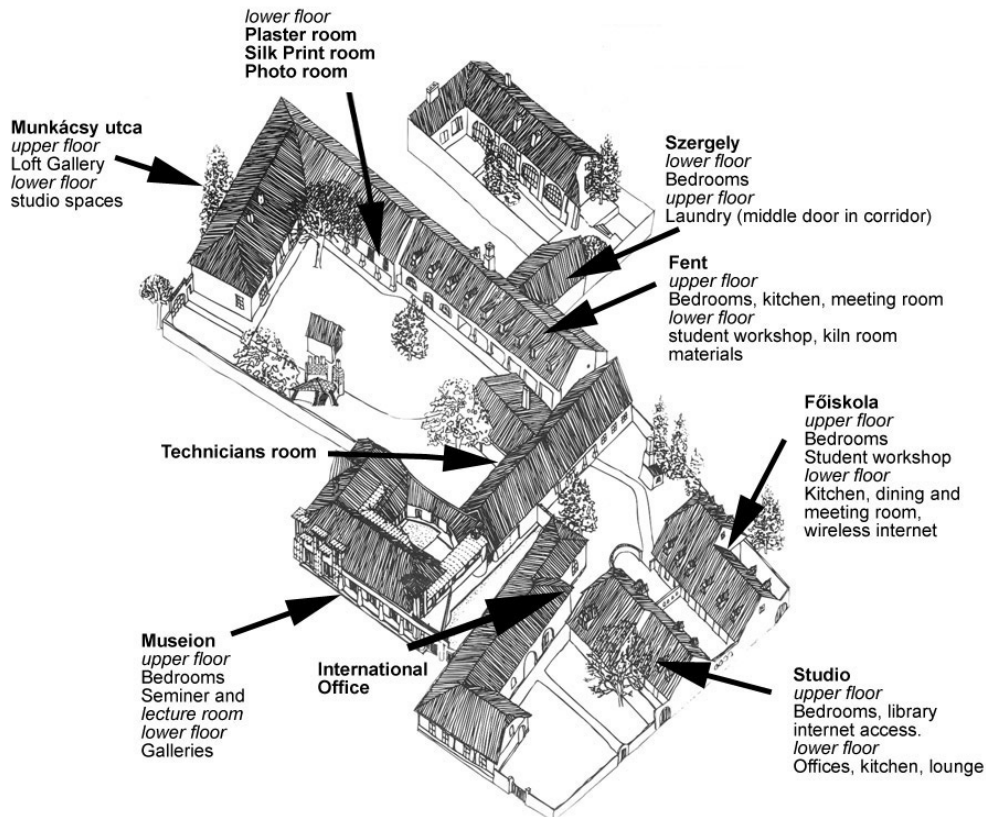 lower floor
Plaster room
Silk Print room
Photo room
Munkácsy utca
upper floor
Loft Gallery
lower floor
studio spaces
Szergely
lower floor
Bedrooms
upper floor
Laundry (middle door in corridor)
Fent
upper floor
Bedrooms, kitchen, meeting room
lower floor
student workshop, kiln room
materials
Főiskola
upper floor
Bedrooms
Student workshop
lower floor
Kitchen, dining and
meeting room,
wireless internet
Technicians room
Museion
upper floor
Bedrooms
Seminer and
lecture room
lower floor
Galleries
International
Office
Studio
upper floor
Bedrooms, library
internet access.
lower floor
Offices, kitchen, lounge